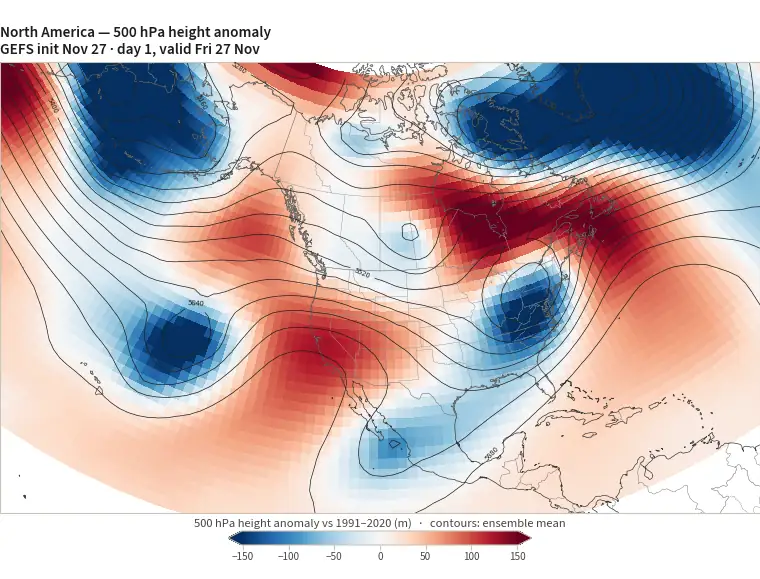 North America — 500 hPa height anomaly
GEFS init Nov 27 · day 1, valid Fri 27 Nov
5520
5640
500 hPa height anomaly vs 1991–2020 (m) · contours: ensemble mean
−150 −100 −50 0 50 100 150